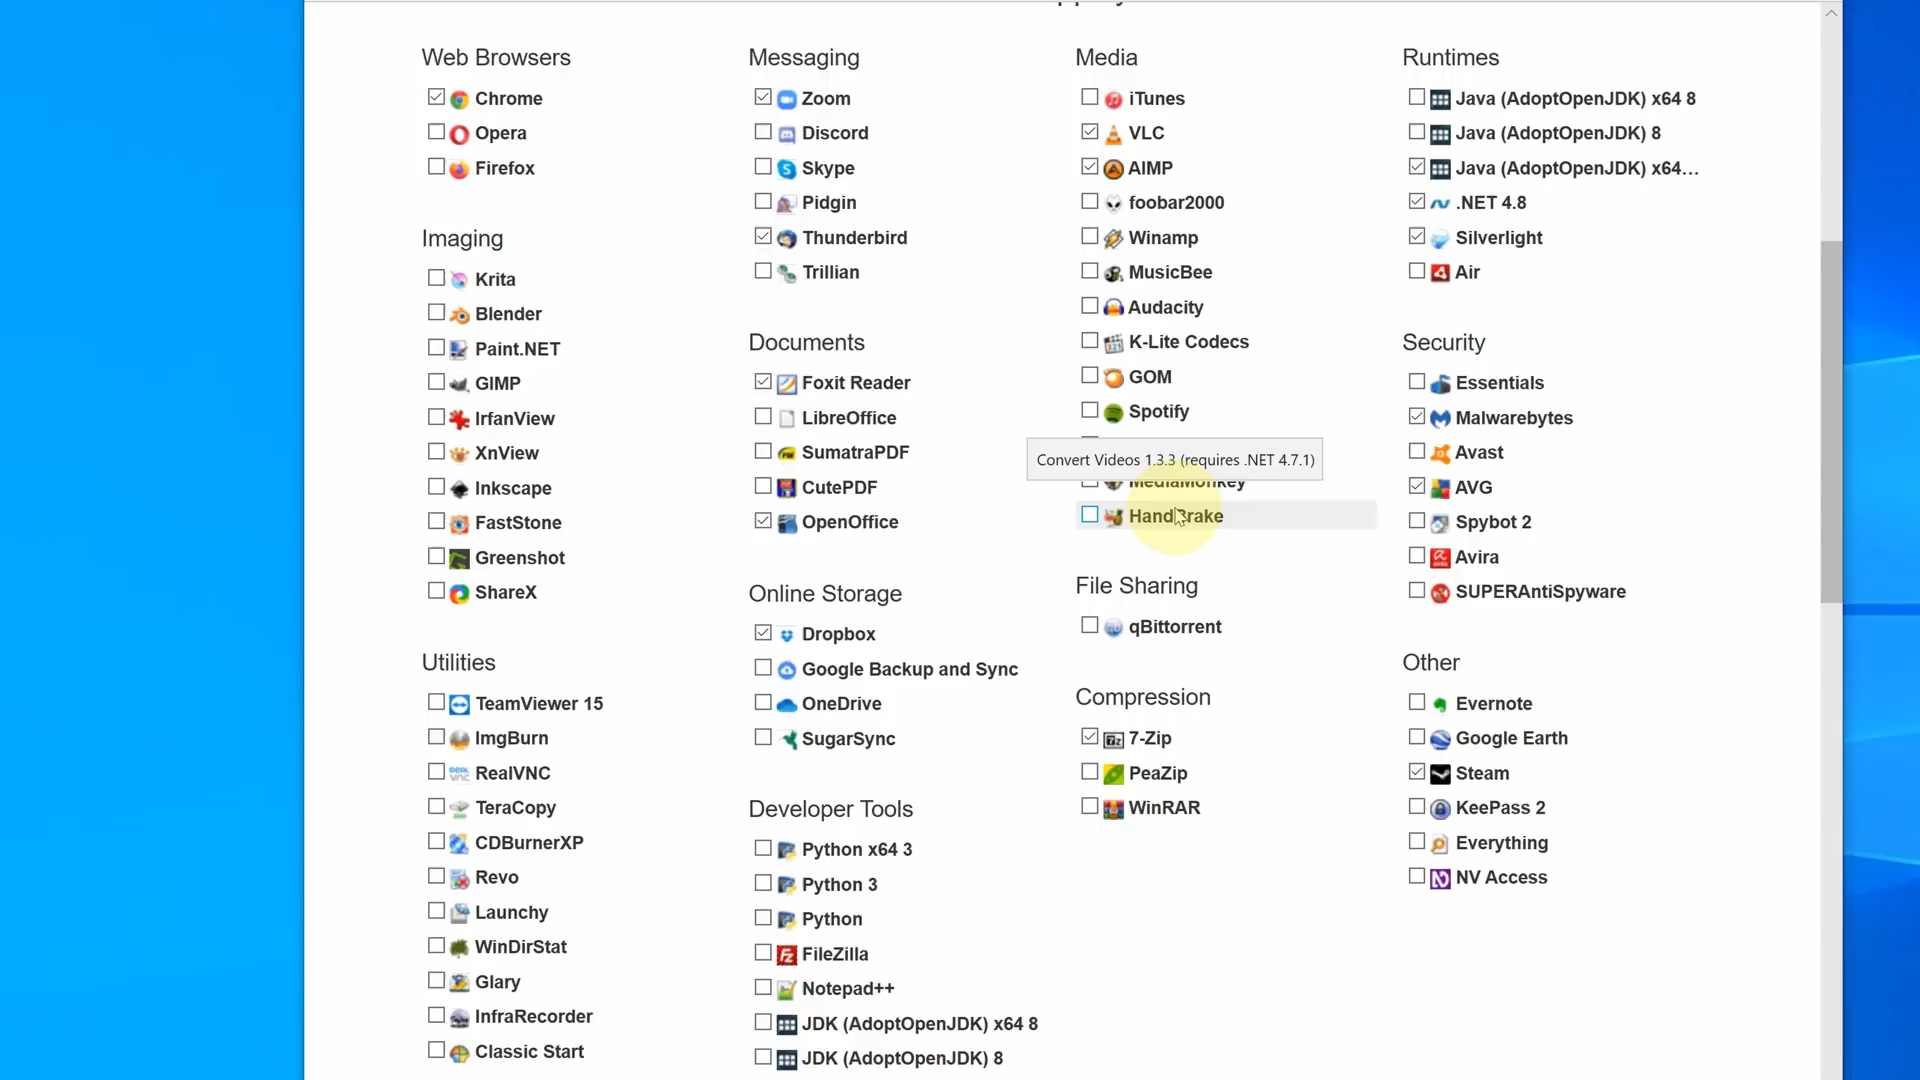 Web Browsers
Chrome
Opera
Firefox
Imaging
Krita
Blender
Paint.NET
GIMP
IrfanView
XnView
Inkscape
FastStone
Greenshot
ShareX
Utilities
TeamViewer 15
ImgBurn
RealVNC
TeraCopy
CDBurnerXP
Revo
Launchy
WinDirStat
Glary
InfraRecorder
Classic Start
Messaging
Zoom
Discord
Skype
Pidgin
Thunderbird
Trillian
Documents
Foxit Reader
LibreOffice
SumatraPDF
CutePDF
OpenOffice
Online Storage
Dropbox
Google Backup and Sync
OneDrive
SugarSync
Developer Tools
Python x64 3
Python 3
Python
FileZilla
Notepad++
JDK (AdoptOpenJDK) x64 8
JDK (AdoptOpenJDK) 8
Media
iTunes
VLC
AIMP
foobar2000
Winamp
MusicBee
Audacity
K-Lite Codecs
GOM
Spotify
Convert Videos 1.3.3 (requires .NET 4.7.1)
MediaMonkey
HandBrake
File Sharing
qBittorrent
Compression
7-Zip
PeaZip
WinRAR
Runtimes
Java (AdoptOpenJDK) x64 8
Java (AdoptOpenJDK) 8
Java (AdoptOpenJDK) x64...
.NET 4.8
Silverlight
Air
Security
Essentials
Malwarebytes
Avast
AVG
Spybot 2
Avira
SUPERAntiSpyware
Other
Evernote
Google Earth
Steam
KeePass 2
Everything
NV Access